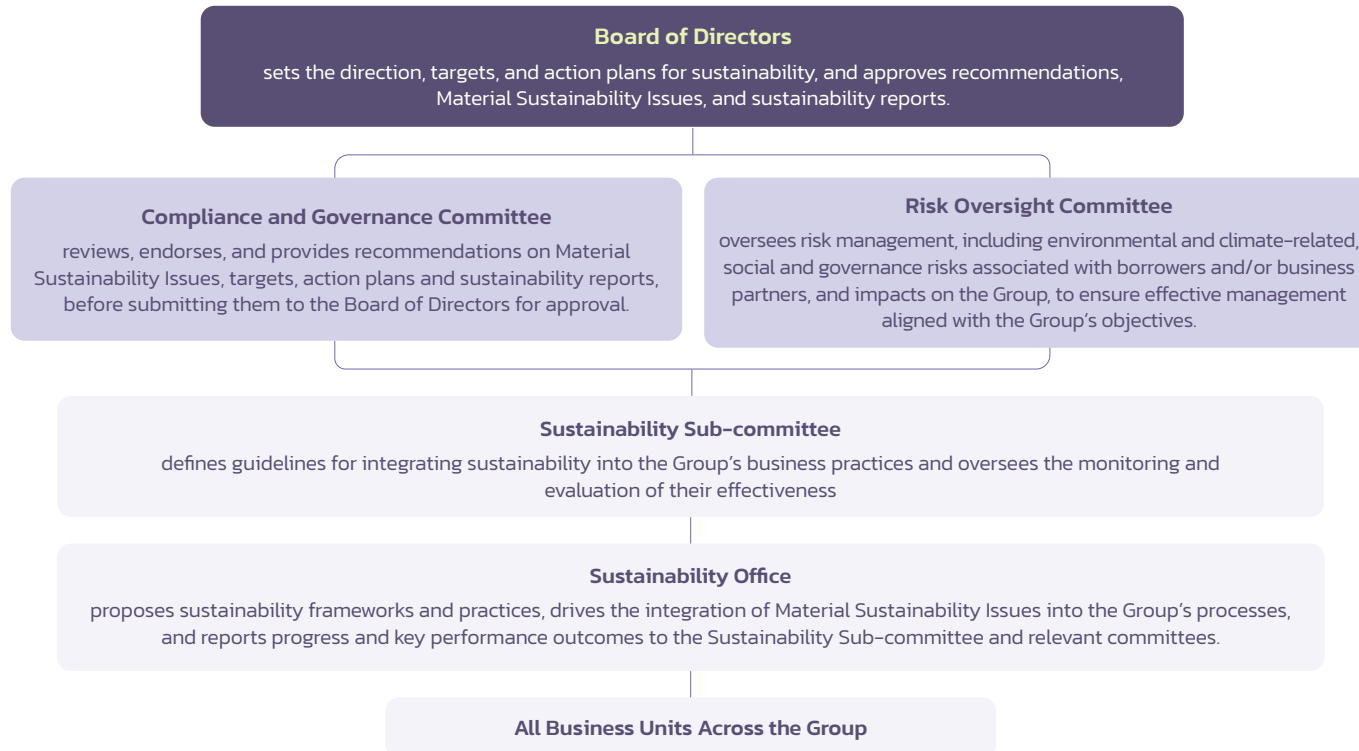 Board of Directors
sets the direction, targets, and action plans for sustainability, and approves recommendations,
Material Sustainability Issues, and sustainability reports.
Compliance and Governance Committee
reviews, endorses, and provides recommendations on Material
Sustainability Issues, targets, action plans and sustainability reports,
before submitting them to the Board of Directors for approval.
Risk Oversight Committee
oversees risk management, including environmental and climate-related,
social and governance risks associated with borrowers and/or business
partners, and impacts on the Group, to ensure effective management
aligned with the Group's objectives.
Sustainability Sub-committee
defines guidelines for integrating sustainability into the Group's business practices and oversees the monitoring and
evaluation of their effectiveness
Sustainability Office
proposes sustainability frameworks and practices, drives the integration of Material Sustainability Issues into the Group's processes,
and reports progress and key performance outcomes to the Sustainability Sub-committee and relevant committees.
All Business Units Across the Group